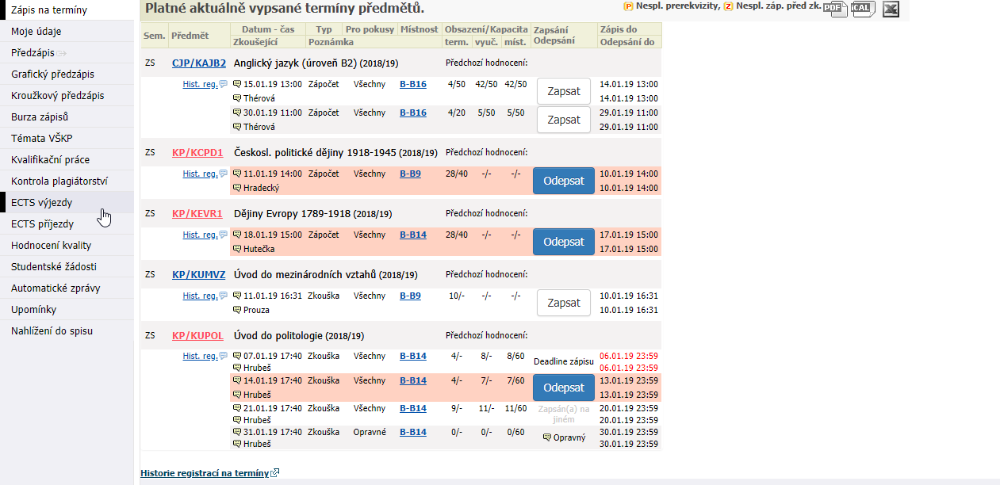 Zápis na termíny
Moje údaje
Předzápis
Grafický předzápis
Kroužkový předzápis
Burza zápisů
Témata VŠKP
Kvalifikační práce
Kontrola plagiátorství
ECTS výjezdy
ECTS příjezdy
Hodnocení kvality
Studentské žádosti
Automatické zprávy
Upomínky
Nahlížení do spisu
Platné aktuálně vypsané termíny předmětů.
P Nespl. prerekvizity, Z Nespl. záp. před zk. PDF iCAL X
Sem. Předmět Datum - čas Typ Pro pokusy Místnost Obsazení/Kapacita Zapsání Zápis do
Zkoušející Poznámka term. vyuč. míst. Odepsání Odepsání do
ZS CJP/KAJB2 Anglický jazyk (úroveň B2) (2018/19) Předchozí hodnocení:
Hist. reg. 15.01.19 13:00 Zápočet Všechny B-B16 4/50 42/50 42/50 Zapsat 14.01.19 13:00
Thérová 14.01.19 13:00
30.01.19 11:00 Zápočet Všechny B-B16 4/20 5/50 5/50 Zapsat 29.01.19 11:00
Thérová 29.01.19 11:00
ZS KP/KCPD1 Českosl. politické dějiny 1918-1945 (2018/19) Předchozí hodnocení:
Hist. reg. 11.01.19 14:00 Zápočet Všechny B-B9 28/40 -/- -/- Odepsat 10.01.19 14:00
Hradecký 10.01.19 14:00
ZS KP/KEVR1 Dějiny Evropy 1789-1918 (2018/19) Předchozí hodnocení:
Hist. reg. 18.01.19 15:00 Zápočet Všechny B-B14 28/40 -/- -/- Odepsat 17.01.19 15:00
Hutečka 17.01.19 15:00
ZS KP/KUMVZ Úvod do mezinárodních vztahů (2018/19) Předchozí hodnocení:
Hist. reg. 11.01.19 16:31 Zkouška Všechny B-B9 10/- -/- -/- Zapsat 10.01.19 16:31
Prouza 10.01.19 16:31
ZS KP/KUPOL Úvod do politologie (2018/19) Předchozí hodnocení:
Hist. reg. 07.01.19 17:40 Zkouška Všechny B-B14 4/- 8/- 8/60 Deadline zápisu 06.01.19 23:59
Hrubeš 06.01.19 23:59
14.01.19 17:40 Zkouška Všechny B-B14 4/- 7/- 7/60 Odepsat 13.01.19 23:59
Hrubeš 13.01.19 23:59
21.01.19 17:40 Zkouška Všechny B-B14 9/- 11/- 11/60 Zapsán(a) na 20.01.19 23:59
Hrubeš jiném 20.01.19 23:59
31.01.19 17:40 Zkouška Opravné B-B14 0/- 0/- 0/60 Opravný 30.01.19 23:59
Hrubeš 30.01.19 23:59
Historie registrací na termíny